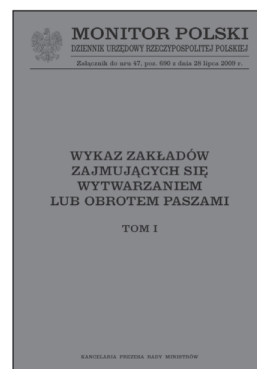 MONITOR POLSKI
DZIENNIK URZĘDOWY RZECZYPOSPOLITEJ POLSKIEJ
Załącznik do nru 47, poz. 690 z dnia 28 lipca 2009 r.
WYKAZ ZAKŁADÓW
ZAJMUJĄCYCH SIĘ
WYTWARZANIEM
LUB OBROTEM PASZAMI
TOM I
KANCELARIA PREZESA RADY MINISTRÓW